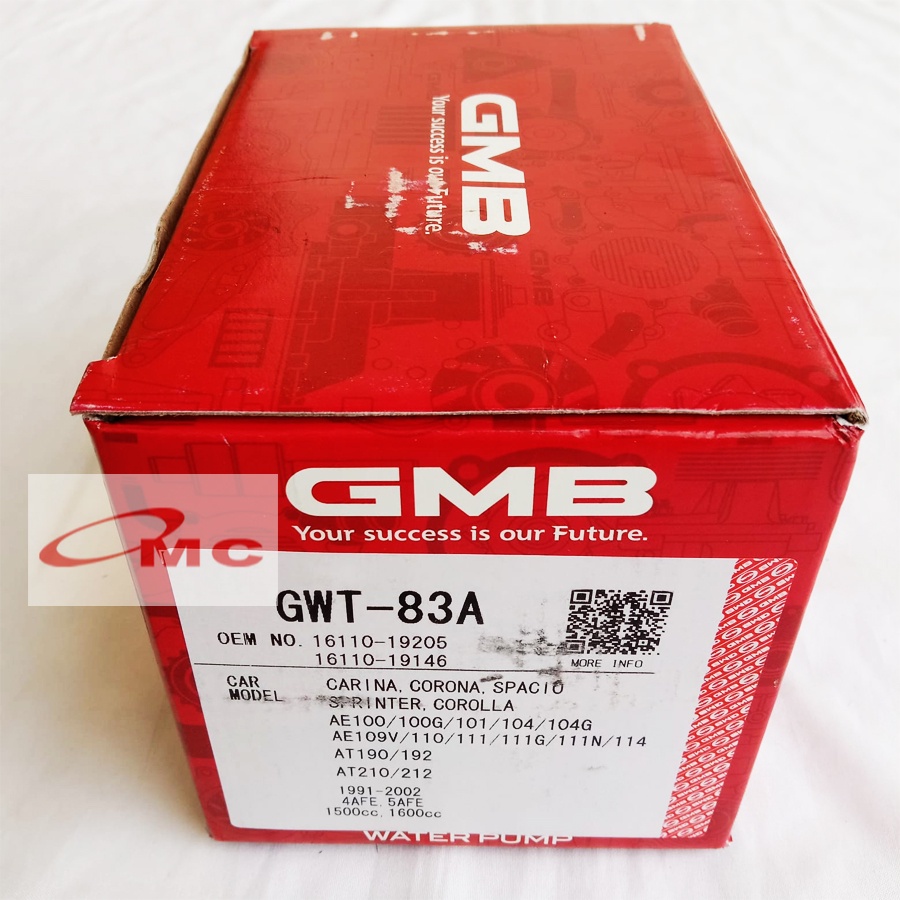 GMB
Your success is our Future.
GMB
MC
GMB
Your success is our Future.
GWT-83A
OEM NO. 16110-19205
16110-19146
MORE INFO
CAR MODEL
CARINA, CORONA, SPACIO
SPRINTER, COROLLA
AE100/100G/101/104/104G
AE109V/110/111/111G/111N/114
AT190/192
AT210/212
1991-2002
4AFE, 5AFE
1500cc, 1600cc
WATER PUMP